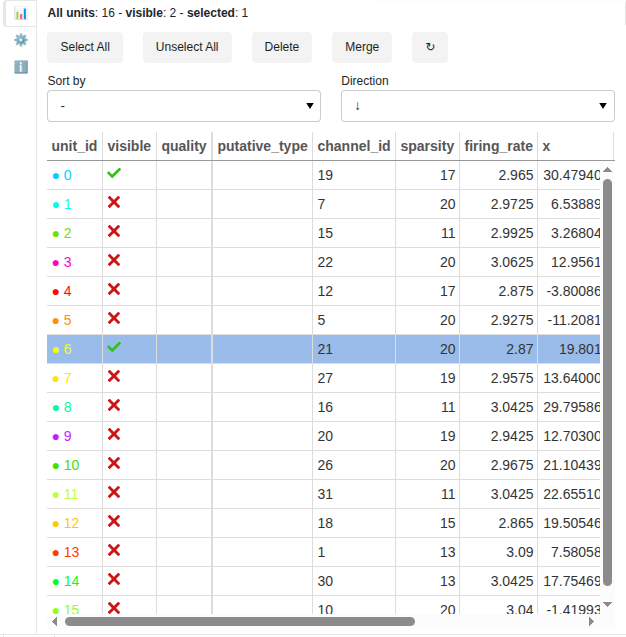 All units: 16 - visible: 2 - selected: 1
Select All Unselect All Delete Merge ↻
Sort by Direction
- ↓
unit_id visible quality putative_type channel_id sparsity firing_rate x
0 19 17 2.965 30.47940
1 7 20 2.9725 6.53889
2 15 11 2.9925 3.26804
3 22 20 3.0625 12.9561
4 12 17 2.875 -3.80086
5 5 20 2.9275 -11.2081
6 21 20 2.87 19.801
7 27 19 2.9575 13.64000
8 16 11 3.0425 29.79586
9 20 19 2.9425 12.70300
10 26 20 2.9675 21.10439
11 31 11 3.0425 22.65510
12 18 15 2.865 19.50546
13 1 13 3.09 7.58058
14 30 13 3.0425 17.75469
15 10 20 3.04 -1.41993